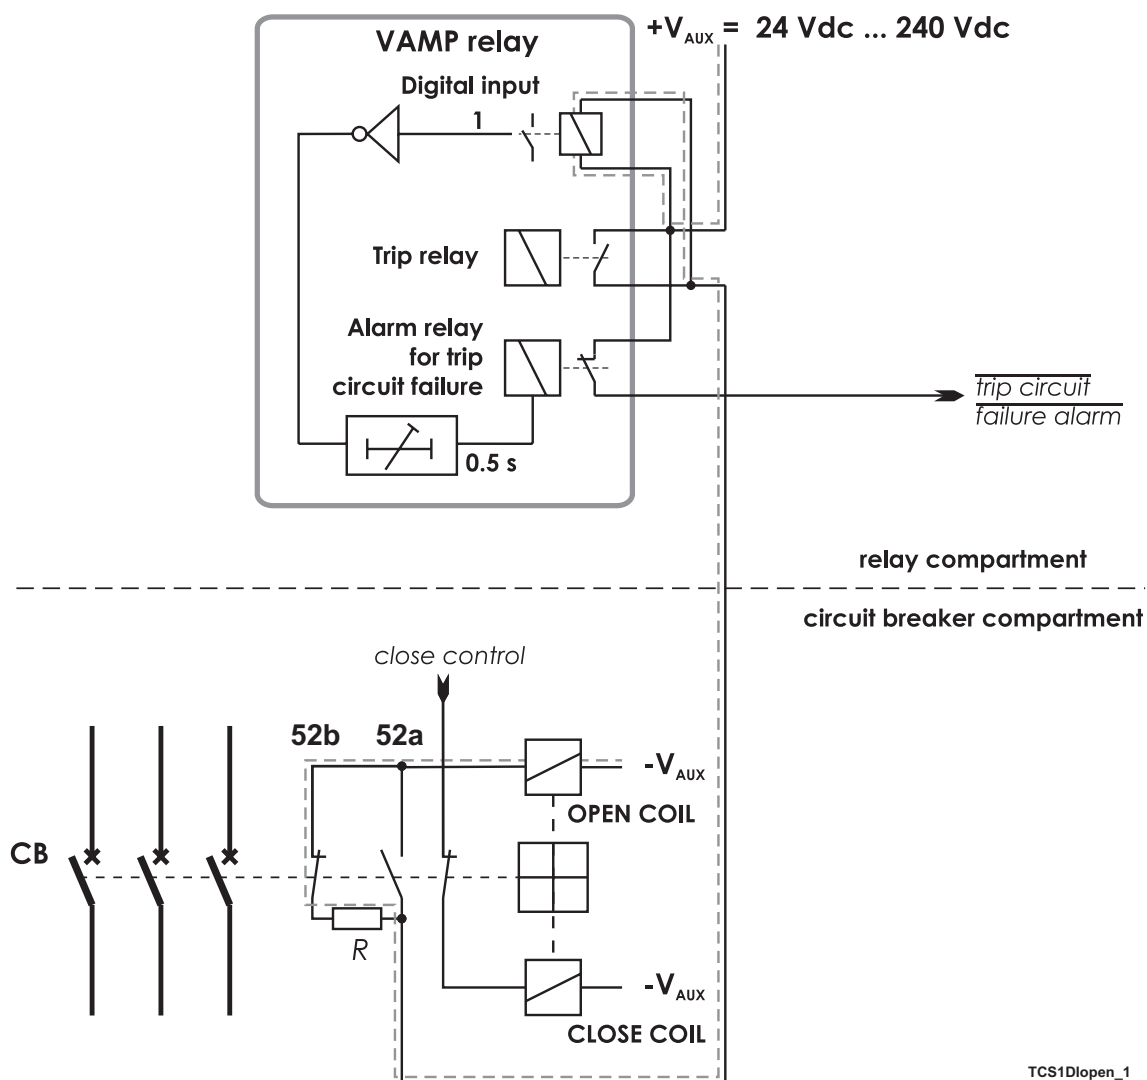 VAMP relay
+VAUX = 24 Vdc ... 240 Vdc
Digital input
1
Trip relay
Alarm relay
for trip
circuit failure
0.5 s
trip circuit
failure alarm
relay compartment
circuit breaker compartment
close control
52b
52a
-VAUX
OPEN COIL
CB
R
-VAUX
CLOSE COIL
TCS1DIopen_1